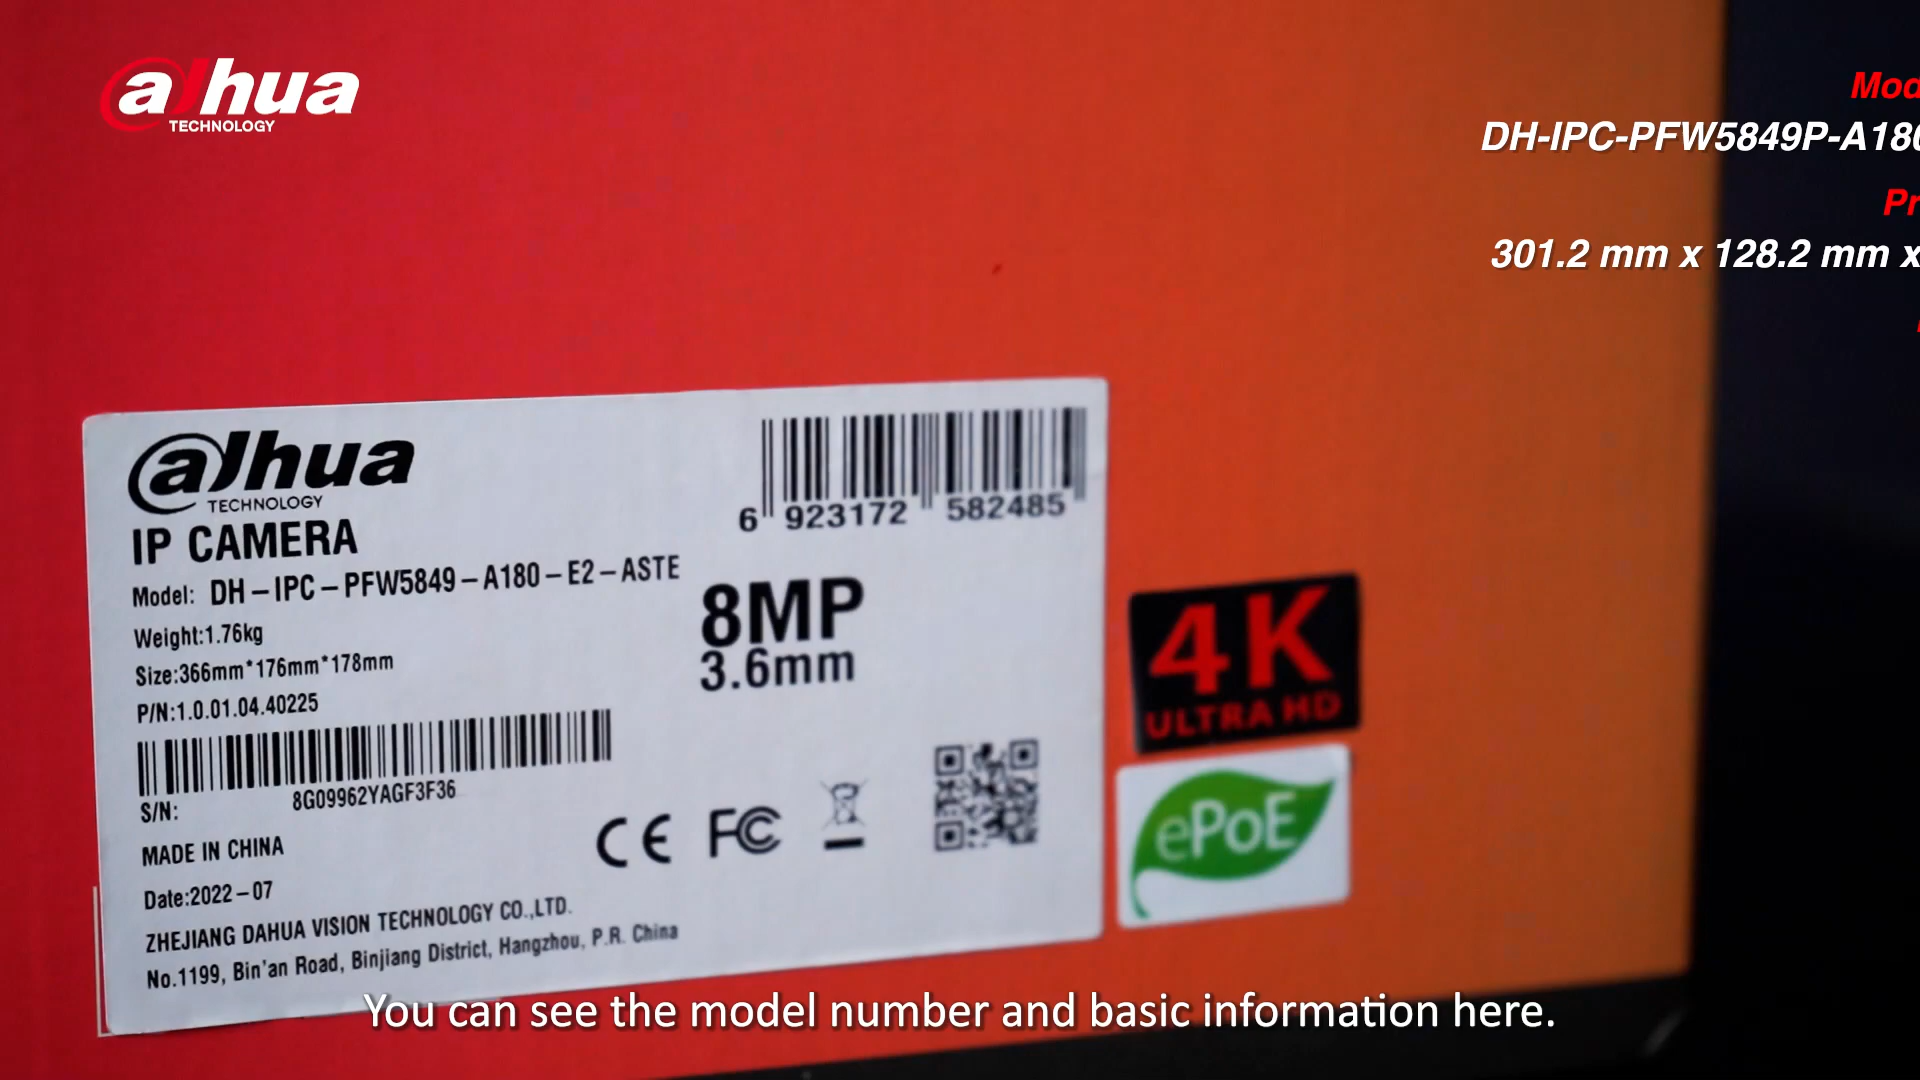 alhua
TECHNOLOGY
DH-IPC-PFW5849P-A180
301.2 mm x 128.2 mm x
alhua
TECHNOLOGY
IP CAMERA
Model: DH-IPC-PFW5849-A180-E2-ASTE
Weight:1.76kg
Size:366mm*176mm*178mm
P/N:1.0.01.04.40225
S/N: 8G09962YAGF3F36
MADE IN CHINA
Date:2022-07
ZHEJIANG DAHUA VISION TECHNOLOGY CO.,LTD.
No.1199, Bin'an Road, Binjiang District, Hangzhou, P.R. China
6 923172 582485
8MP
3.6mm
CE FC
4K
ULTRA HD
ePoE
You can see the model number and basic information here.